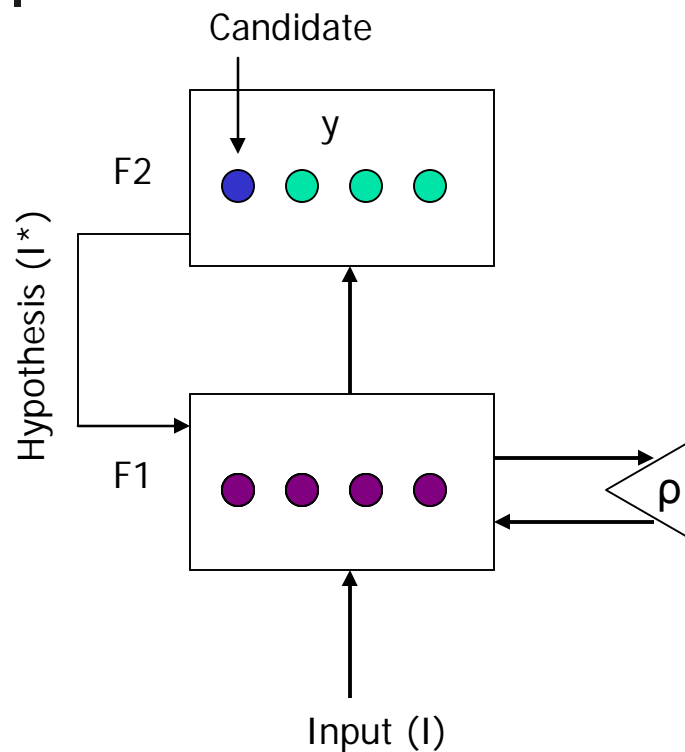 Candidate
y
F2
Hypothesis (I*)
F1
ρ
Input (I)